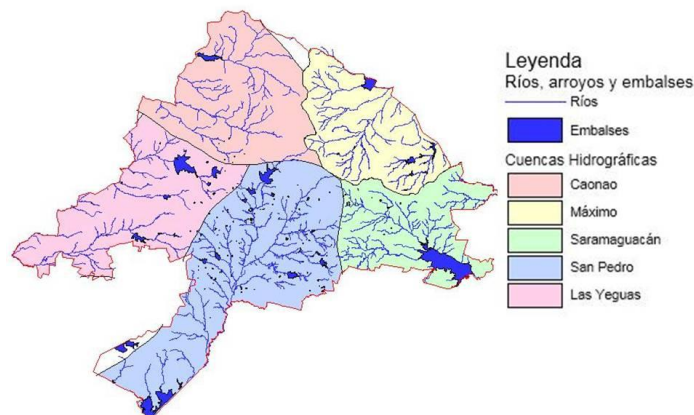 Leyenda
Ríos, arroyos y embalses
Ríos
Embalses
Cuencas Hidrográficas
Caonao
Máximo
Saramaguacán
San Pedro
Las Yeguas